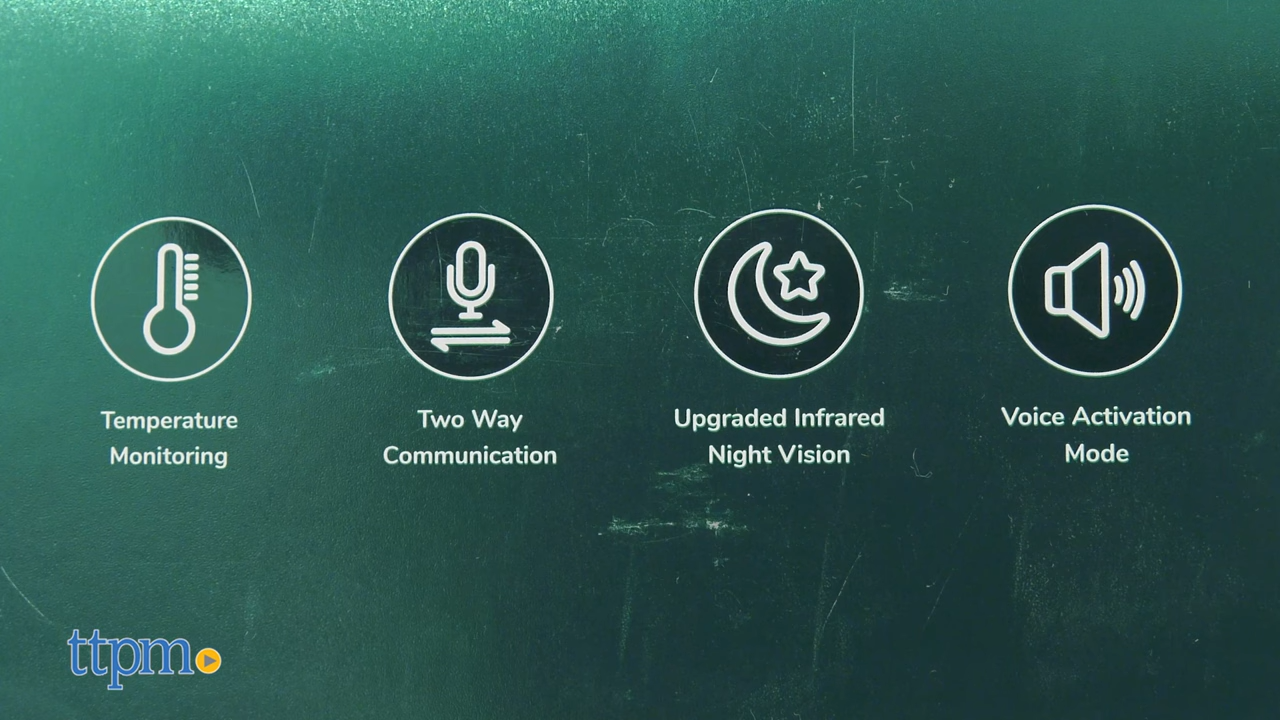 Temperature
Monitoring
Two Way
Communication
Upgraded Infrared
Night Vision
Voice Activation
Mode
ttpm